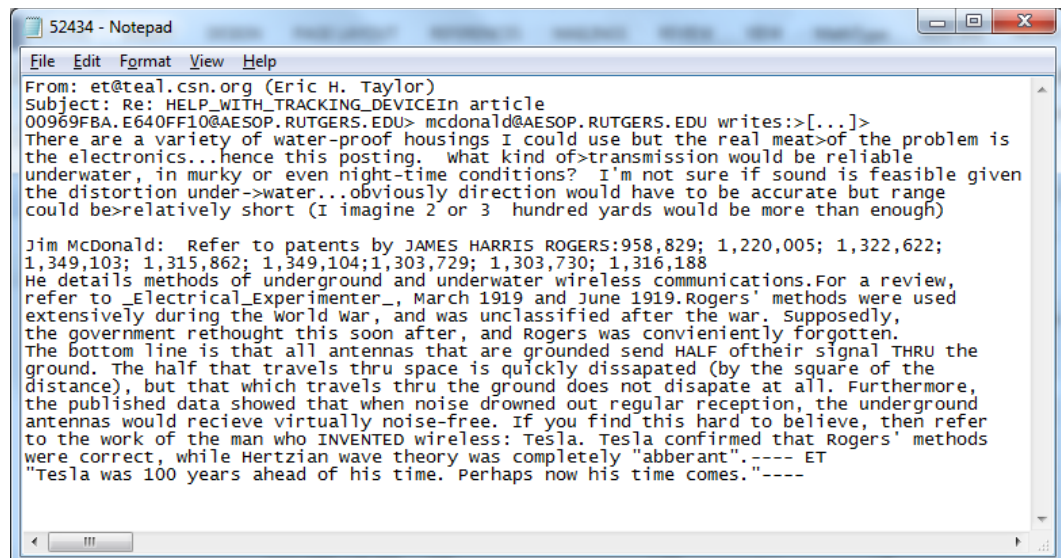 52434 - Notepad
File Edit Format View Help
From: et@teal.csn.org (Eric H. Taylor)
Subject: Re: HELP_WITH_TRACKING_DEVICEIn article
00969FBA.E640FF10@AESOP.RUTGERS.EDU> mcdonald@AESOP.RUTGERS.EDU writes:>[...]>
There are a variety of water-proof housings I could use but the real meat>of the problem is
the electronics...hence this posting.  What kind of>transmission would be reliable
underwater, in murky or even night-time conditions?  I'm not sure if sound is feasible given
the distortion under->water...obviously direction would have to be accurate but range
could be>relatively short (I imagine 2 or 3  hundred yards would be more than enough)

Jim McDonald:  Refer to patents by JAMES HARRIS ROGERS:958,829; 1,220,005; 1,322,622;
1,349,103; 1,315,862; 1,349,104;1,303,729; 1,303,730; 1,316,188
He details methods of underground and underwater wireless communications.For a review,
refer to _Electrical_Experimenter_, March 1919 and June 1919.Rogers' methods were used
extensively during the World War, and was unclassified after the war. Supposedly,
the government rethought this soon after, and Rogers was convieniently forgotten.
The bottom line is that all antennas that are grounded send HALF oftheir signal THRU the
ground. The half that travels thru space is quickly dissapated (by the square of the
distance), but that which travels thru the ground does not disapate at all. Furthermore,
the published data showed that when noise drowned out regular reception, the underground
antennas would recieve virtually noise-free. If you find this hard to believe, then refer
to the work of the man who INVENTED wireless: Tesla. Tesla confirmed that Rogers' methods
were correct, while Hertzian wave theory was completely "abberant".---- ET
"Tesla was 100 years ahead of his time. Perhaps now his time comes."----